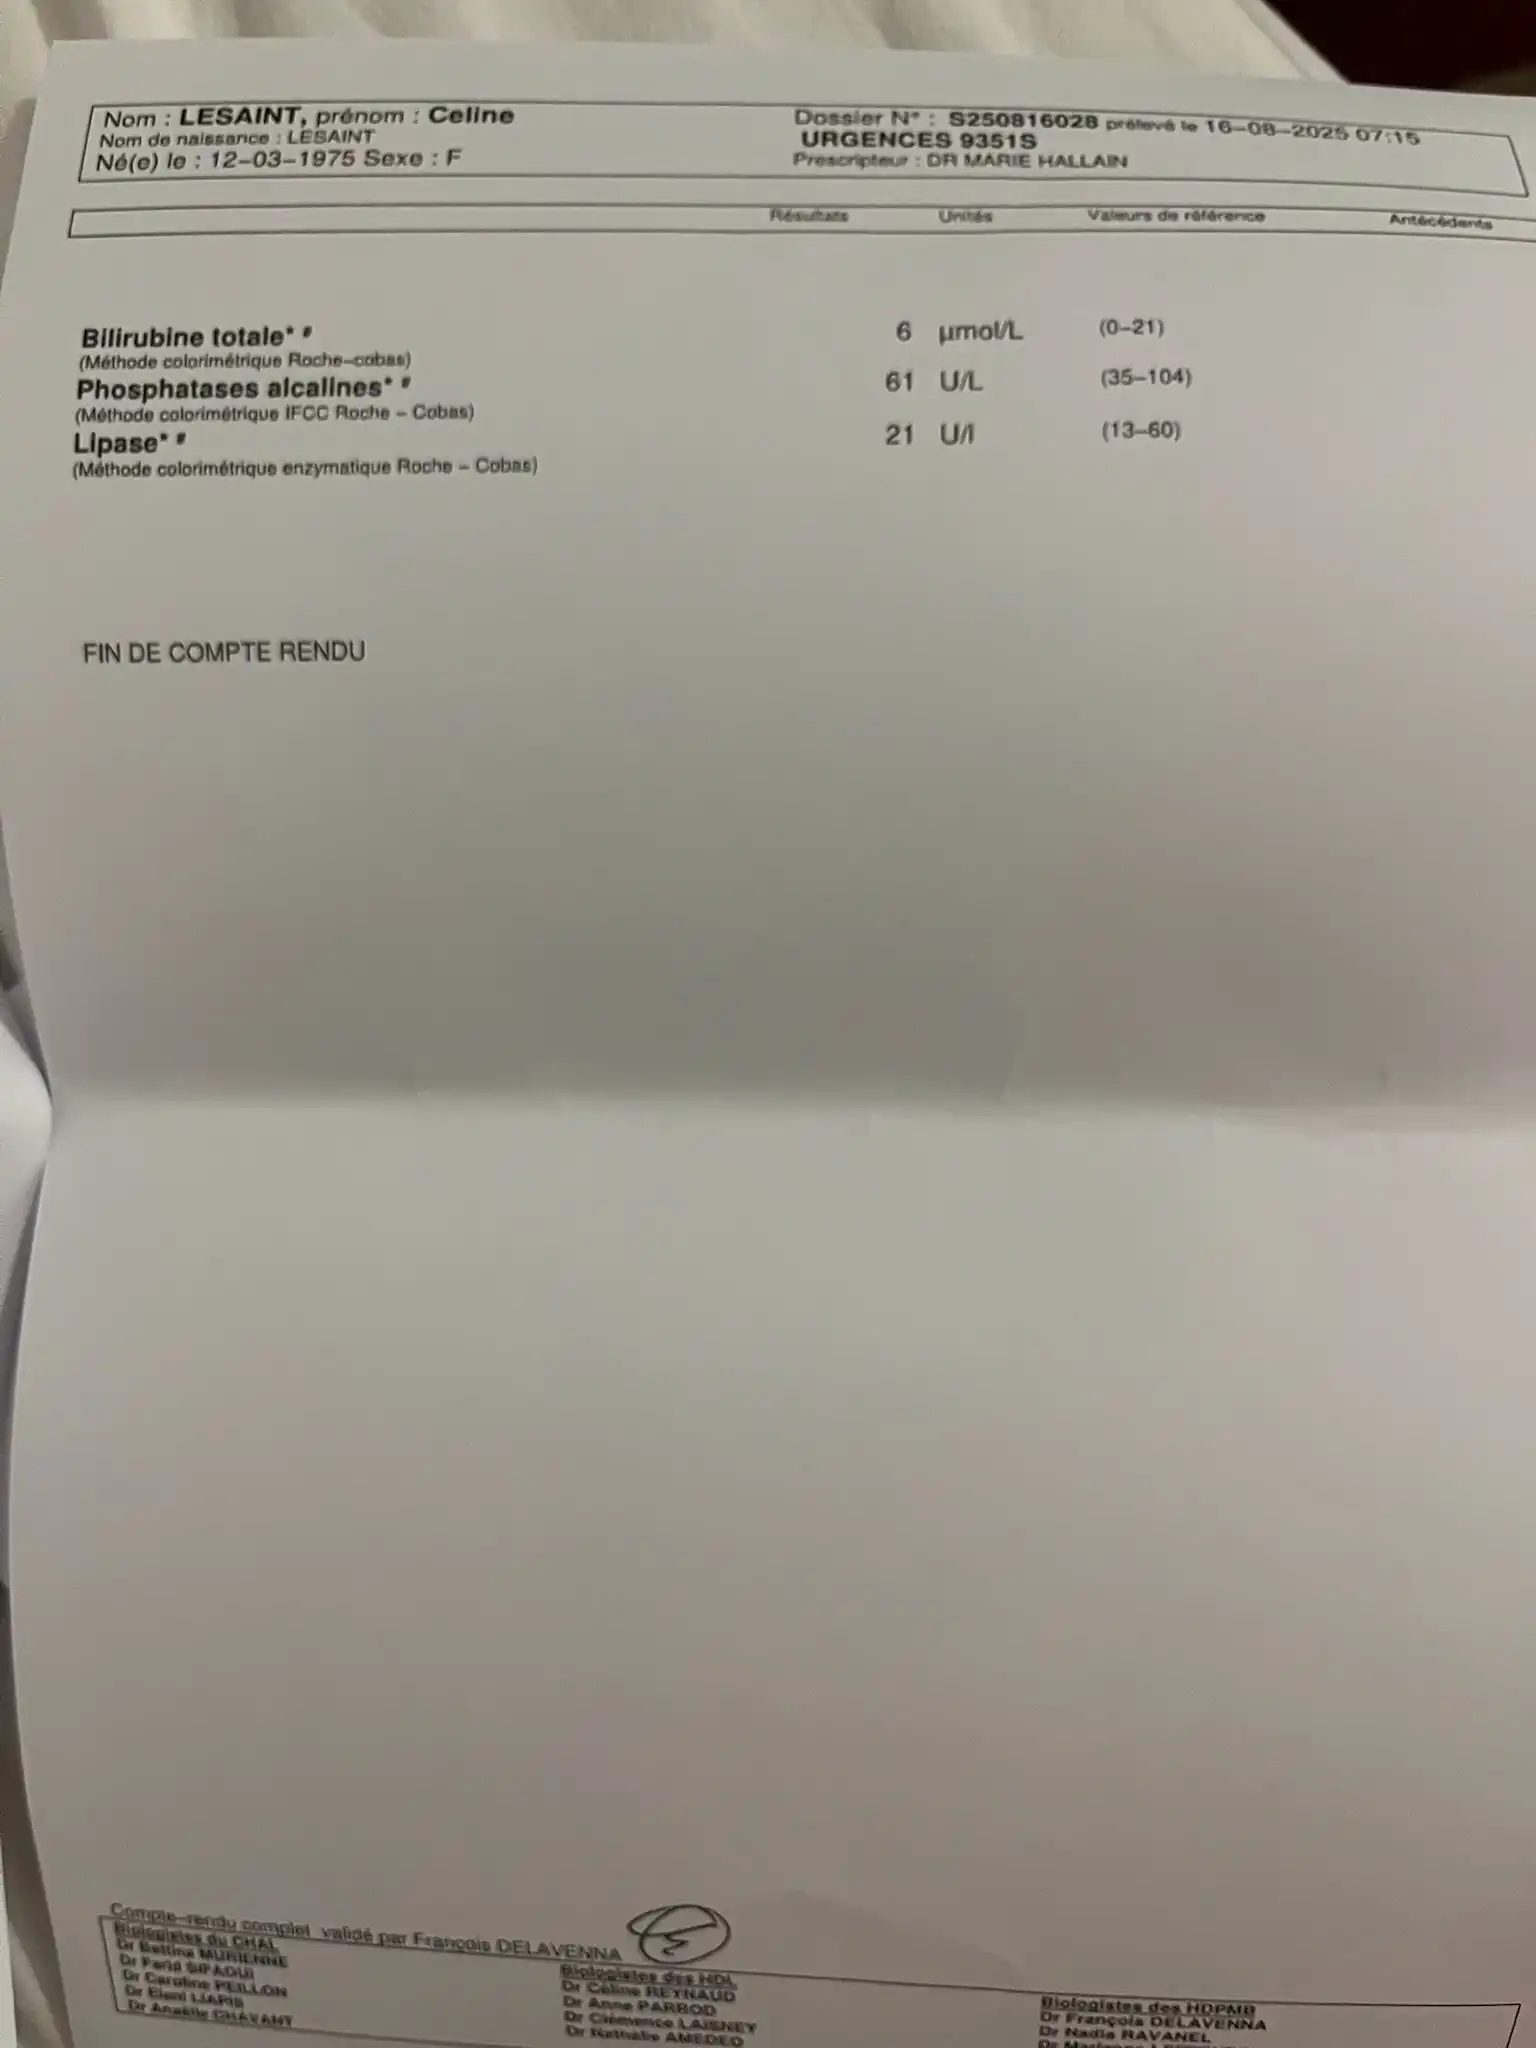 Nom : LESAINT, prénom : Celine
Nom de naissance : LESAINT
Né(e) le : 12-03-1975 Sexe : F
Dossier N° : S250816028 prélevé le 16-08-2025 07:15
URGENCES 9351S
Prescripteur : DR MARIE HALLAIN
Résultats Unités Valeurs de référence Antécédents
Bilirubine totale* # 6 µmol/L (0-21)
(Méthode colorimétrique Roche-cobas)
Phosphatases alcalines* # 61 U/L (35-104)
(Méthode colorimétrique IFCC Roche - Cobas)
Lipase* # 21 U/l (13-60)
(Méthode colorimétrique enzymatique Roche - Cobas)
FIN DE COMPTE RENDU
Compte-rendu complet validé par François DELAVENNA
Biologistes du CHAL
Dr Bettina MURIENNE
Dr Farid SIFAOUI
Dr Caroline PEILLON
Dr Eleni LIAPIS
Dr Anaëlle CHAVANT
Biologistes des HDL
Dr Céline REYNAUD
Dr Anne PARROD
Dr Clémence LAISNEY
Dr Nathalie AMEDEO
Biologistes des HDPMB
Dr François DELAVENNA
Dr Nadia RAVANEL